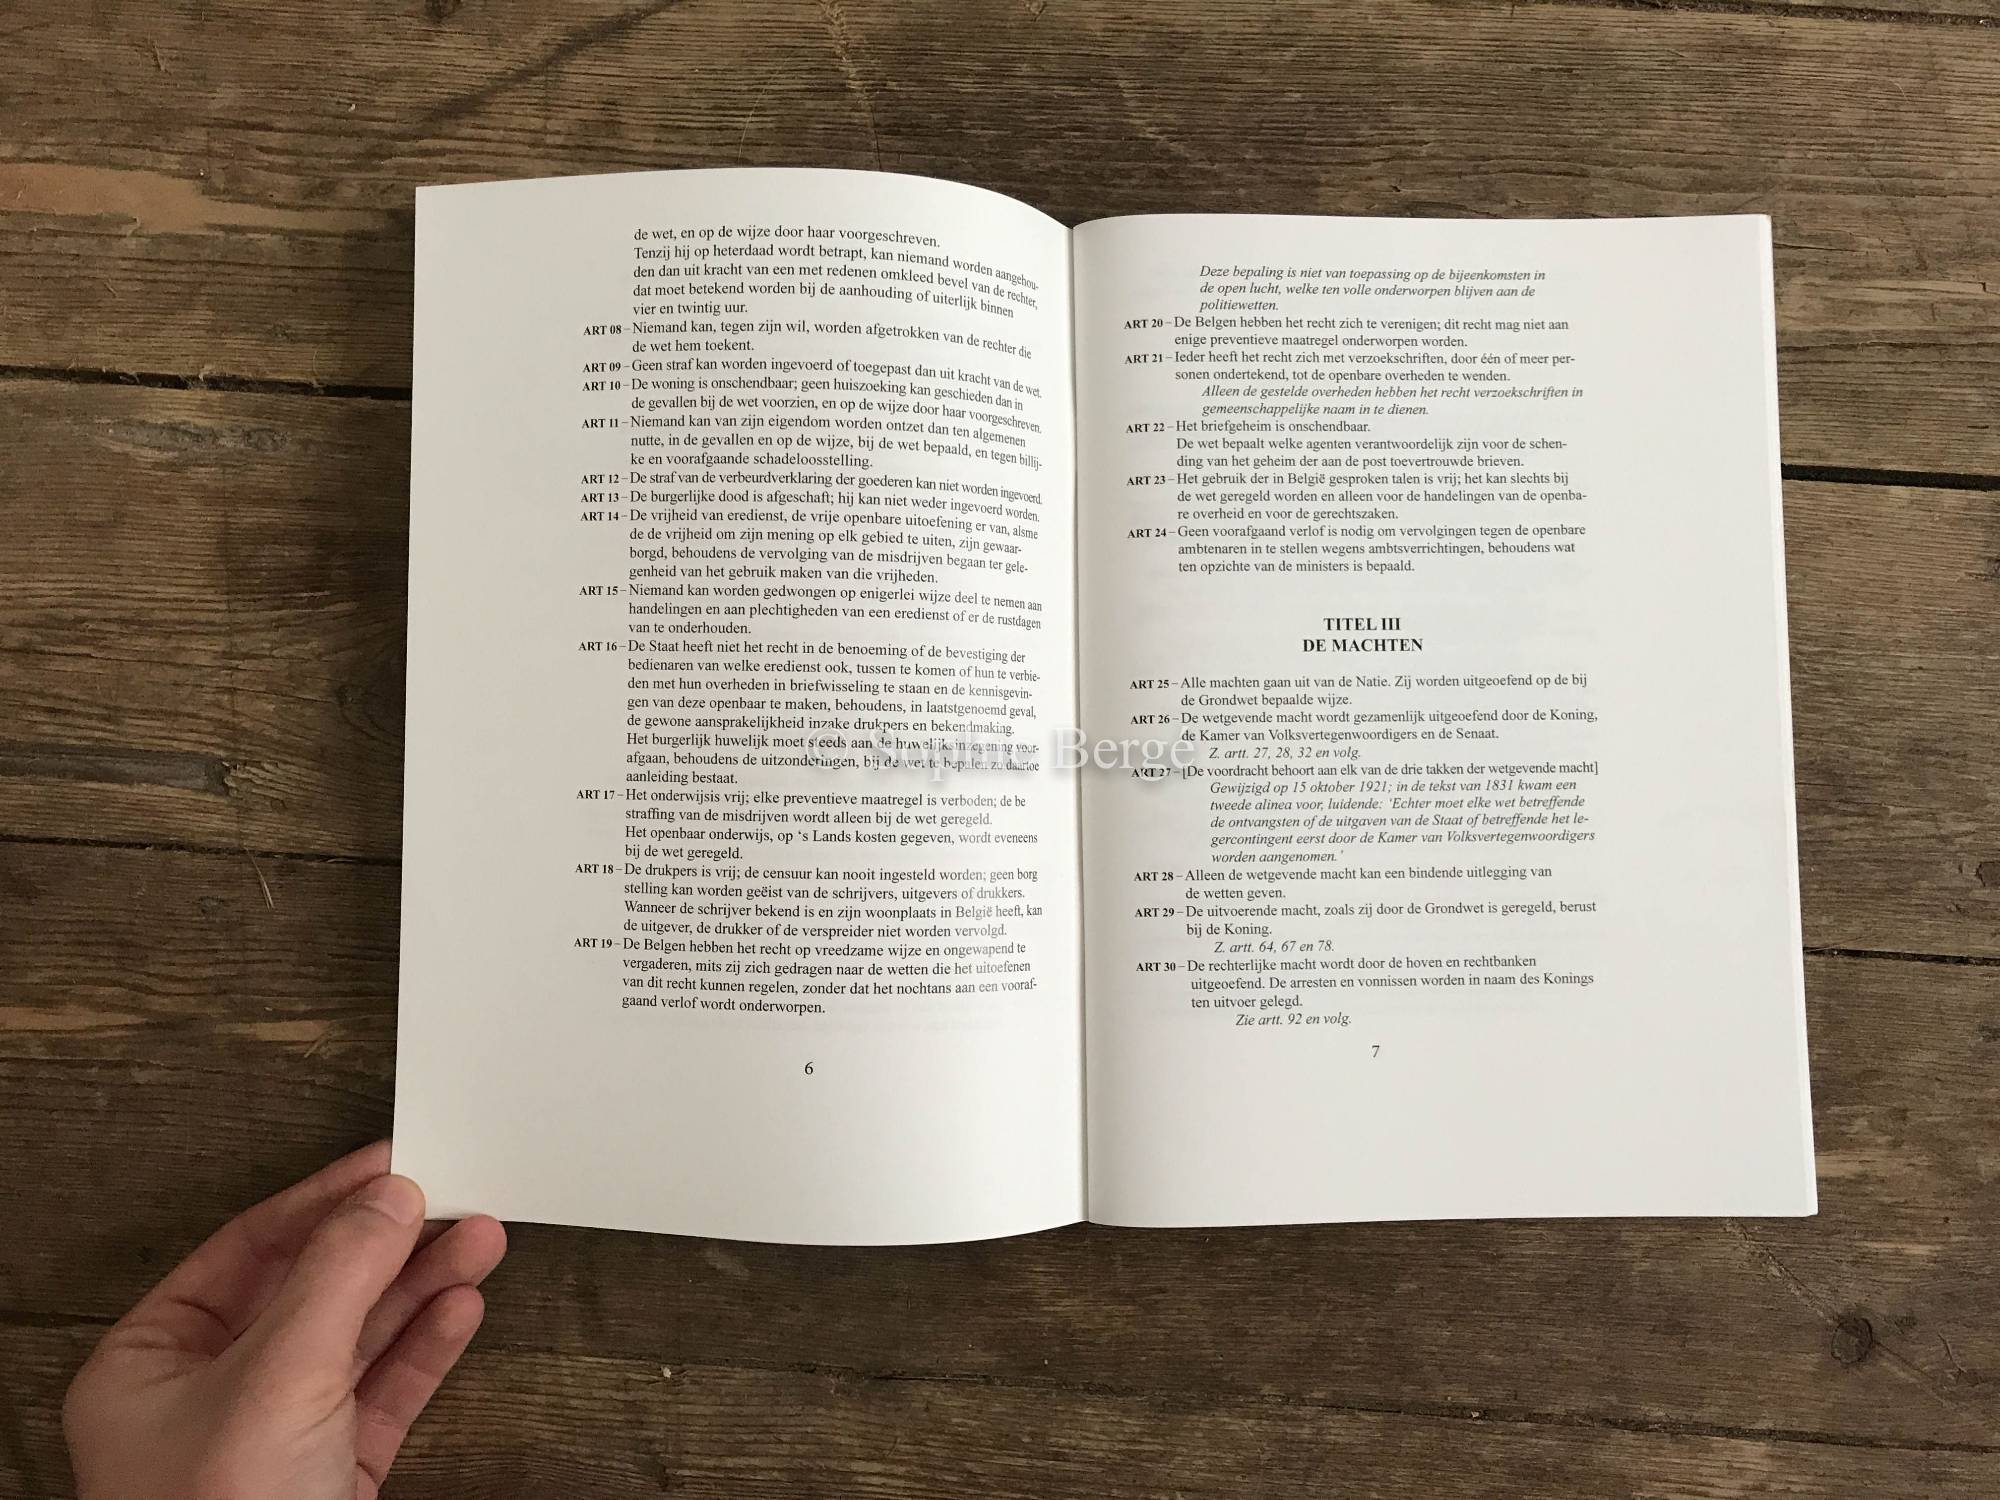 de wet, en op de wijze door haar voorgeschreven.
Tenzij hij op heterdaad wordt betrapt, kan niemand worden aangehou-
den dan uit kracht van een met redenen omkleed bevel van de rechter,
dat moet betekend worden bij de aanhouding of uiterlijk binnen
vier en twintig uur.
ART 08 – Niemand kan, tegen zijn wil, worden afgetrokken van de rechter die
de wet hem toekent.
ART 09 – Geen straf kan worden ingevoerd of toegepast dan uit kracht van de wet.
ART 10 – De woning is onschendbaar; geen huiszoeking kan geschieden dan in
de gevallen bij de wet voorzien, en op de wijze door haar voorgeschreven.
ART 11 – Niemand kan van zijn eigendom worden ontzet dan ten algemenen
nutte, in de gevallen en op de wijze, bij de wet bepaald, en tegen billij-
ke en voorafgaande schadeloosstelling.
ART 12 – De straf van de verbeurdverklaring der goederen kan niet worden ingevoerd.
ART 13 – De burgerlijke dood is afgeschaft; hij kan niet weder ingevoerd worden.
ART 14 – De vrijheid van eredienst, de vrije openbare uitoefening er van, alsme
de de vrijheid om zijn mening op elk gebied te uiten, zijn gewaar-
borgd, behoudens de vervolging van de misdrijven begaan ter gele-
genheid van het gebruik maken van die vrijheden.
ART 15 – Niemand kan worden gedwongen op enigerlei wijze deel te nemen aan
handelingen en aan plechtigheden van een eredienst of er de rustdagen
van te onderhouden.
ART 16 – De Staat heeft niet het recht in de benoeming of de bevestiging der
bedienaren van welke eredienst ook, tussen te komen of hun te verbie-
den met hun overheden in briefwisseling te staan en de kennisgevin-
gen van deze openbaar te maken, behoudens, in laatstgenoemd geval,
de gewone aansprakelijkheid inzake drukpers en bekendmaking.
Het burgerlijk huwelijk moet steeds aan de huwelijksinzegening voor-
afgaan, behoudens de uitzonderingen, bij de wet te bepalen zo daartoe
aanleiding bestaat.
ART 17 – Het onderwijsis vrij; elke preventieve maatregel is verboden; de be
straffing van de misdrijven wordt alleen bij de wet geregeld.
Het openbaar onderwijs, op ‘s Lands kosten gegeven, wordt eveneens
bij de wet geregeld.
ART 18 – De drukpers is vrij; de censuur kan nooit ingesteld worden; geen borg
stelling kan worden geëist van de schrijvers, uitgevers of drukkers.
Wanneer de schrijver bekend is en zijn woonplaats in België heeft, kan
de uitgever, de drukker of de verspreider niet worden vervolgd.
ART 19 – De Belgen hebben het recht op vreedzame wijze en ongewapend te
vergaderen, mits zij zich gedragen naar de wetten die het uitoefenen
van dit recht kunnen regelen, zonder dat het nochtans aan een vooraf-
gaand verlof wordt onderworpen.
6
Deze bepaling is niet van toepassing op de bijeenkomsten in
de open lucht, welke ten volle onderworpen blijven aan de
politiewetten.
ART 20 – De Belgen hebben het recht zich te verenigen; dit recht mag niet aan
enige preventieve maatregel onderworpen worden.
ART 21 – Ieder heeft het recht zich met verzoekschriften, door één of meer per-
sonen ondertekend, tot de openbare overheden te wenden.
Alleen de gestelde overheden hebben het recht verzoekschriften in
gemeenschappelijke naam in te dienen.
ART 22 – Het briefgeheim is onschendbaar.
De wet bepaalt welke agenten verantwoordelijk zijn voor de schen-
ding van het geheim der aan de post toevertrouwde brieven.
ART 23 – Het gebruik der in België gesproken talen is vrij; het kan slechts bij
de wet geregeld worden en alleen voor de handelingen van de openba-
re overheid en voor de gerechtszaken.
ART 24 – Geen voorafgaand verlof is nodig om vervolgingen tegen de openbare
ambtenaren in te stellen wegens ambtsverrichtingen, behoudens wat
ten opzichte van de ministers is bepaald.
TITEL III
DE MACHTEN
ART 25 – Alle machten gaan uit van de Natie. Zij worden uitgeoefend op de bij
de Grondwet bepaalde wijze.
ART 26 – De wetgevende macht wordt gezamenlijk uitgeoefend door de Koning,
de Kamer van Volksvertegenwoordigers en de Senaat.
Z. artt. 27, 28, 32 en volg.
ART 27 – [De voordracht behoort aan elk van de drie takken der wetgevende macht]
Gewijzigd op 15 oktober 1921; in de tekst van 1831 kwam een
tweede alinea voor, luidende: 'Echter moet elke wet betreffende
de ontvangsten of de uitgaven van de Staat of betreffende het le-
gercontingent eerst door de Kamer van Volksvertegenwoordigers
worden aangenomen.'
ART 28 – Alleen de wetgevende macht kan een bindende uitlegging van
de wetten geven.
ART 29 – De uitvoerende macht, zoals zij door de Grondwet is geregeld, berust
bij de Koning.
Z. artt. 64, 67 en 78.
ART 30 – De rechterlijke macht wordt door de hoven en rechtbanken
uitgeoefend. De arresten en vonnissen worden in naam des Konings
ten uitvoer gelegd.
Zie artt. 92 en volg.
7
© Sophie Bergé